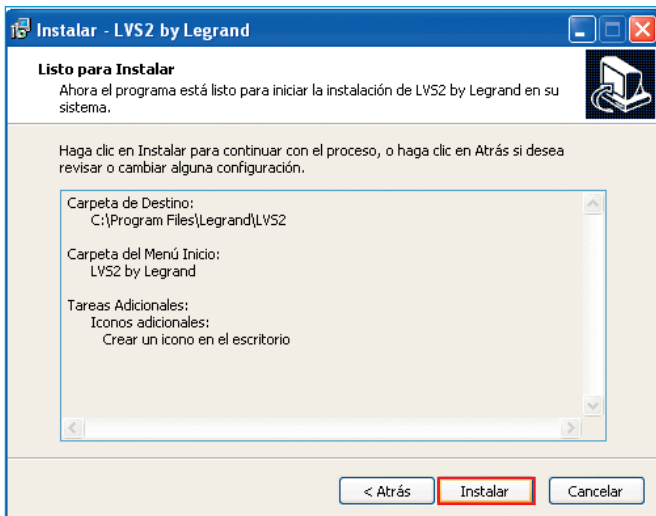 Instalar - LVS2 by Legrand
Listo para Instalar
Ahora el programa está listo para iniciar la instalación de LVS2 by Legrand en su
sistema.
Haga clic en Instalar para continuar con el proceso, o haga clic en Atrás si desea
revisar o cambiar alguna configuración.
Carpeta de Destino:
C:\Program Files\Legrand\LVS2
Carpeta del Menú Inicio:
LVS2 by Legrand
Tareas Adicionales:
Iconos adicionales:
Crear un icono en el escritorio
< Atrás Instalar Cancelar